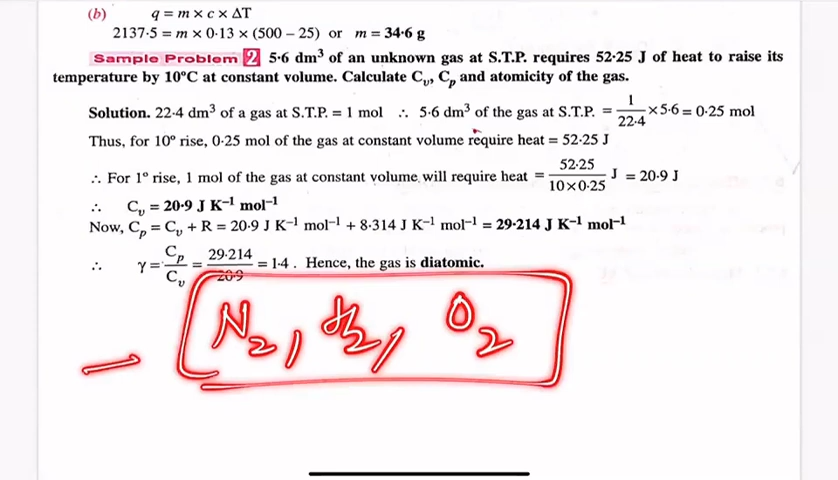 (b) q = m × c × ΔT
2137·5 = m × 0·13 × (500 – 25) or m = 34·6 g
Sample Problem 2 5·6 dm³ of an unknown gas at S.T.P. requires 52·25 J of heat to raise its
temperature by 10°C at constant volume. Calculate Cᵥ, Cₚ and atomicity of the gas.
Solution. 22·4 dm³ of a gas at S.T.P. = 1 mol ∴ 5·6 dm³ of the gas at S.T.P. = 1/22·4 × 5·6 = 0·25 mol
Thus, for 10° rise, 0·25 mol of the gas at constant volume require heat = 52·25 J
∴ For 1° rise, 1 mol of the gas at constant volume will require heat = 52·25/10×0·25 J = 20·9 J
∴ Cᵥ = 20·9 J K⁻¹ mol⁻¹
Now, Cₚ = Cᵥ + R = 20·9 J K⁻¹ mol⁻¹ + 8·314 J K⁻¹ mol⁻¹ = 29·214 J K⁻¹ mol⁻¹
∴ γ = Cₚ/Cᵥ = 29·214/20·9 = 1·4 . Hence, the gas is diatomic.
N₂, H₂, O₂